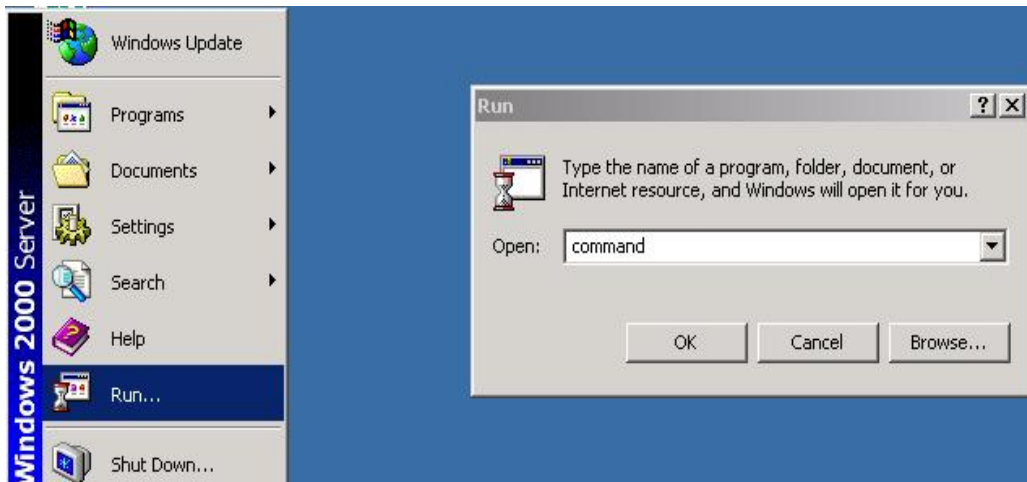 Windows 2000 Server
Windows Update
Programs
Documents
Settings
Search
Help
Run...
Shut Down...
Run
Type the name of a program, folder, document, or
Internet resource, and Windows will open it for you.
Open: command
OK Cancel Browse...